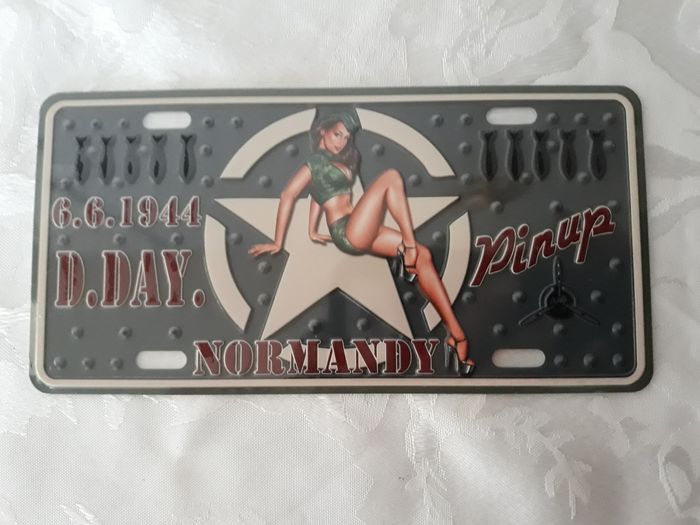 6.6.1944
D.DAY.
Pinup
NORMANDY